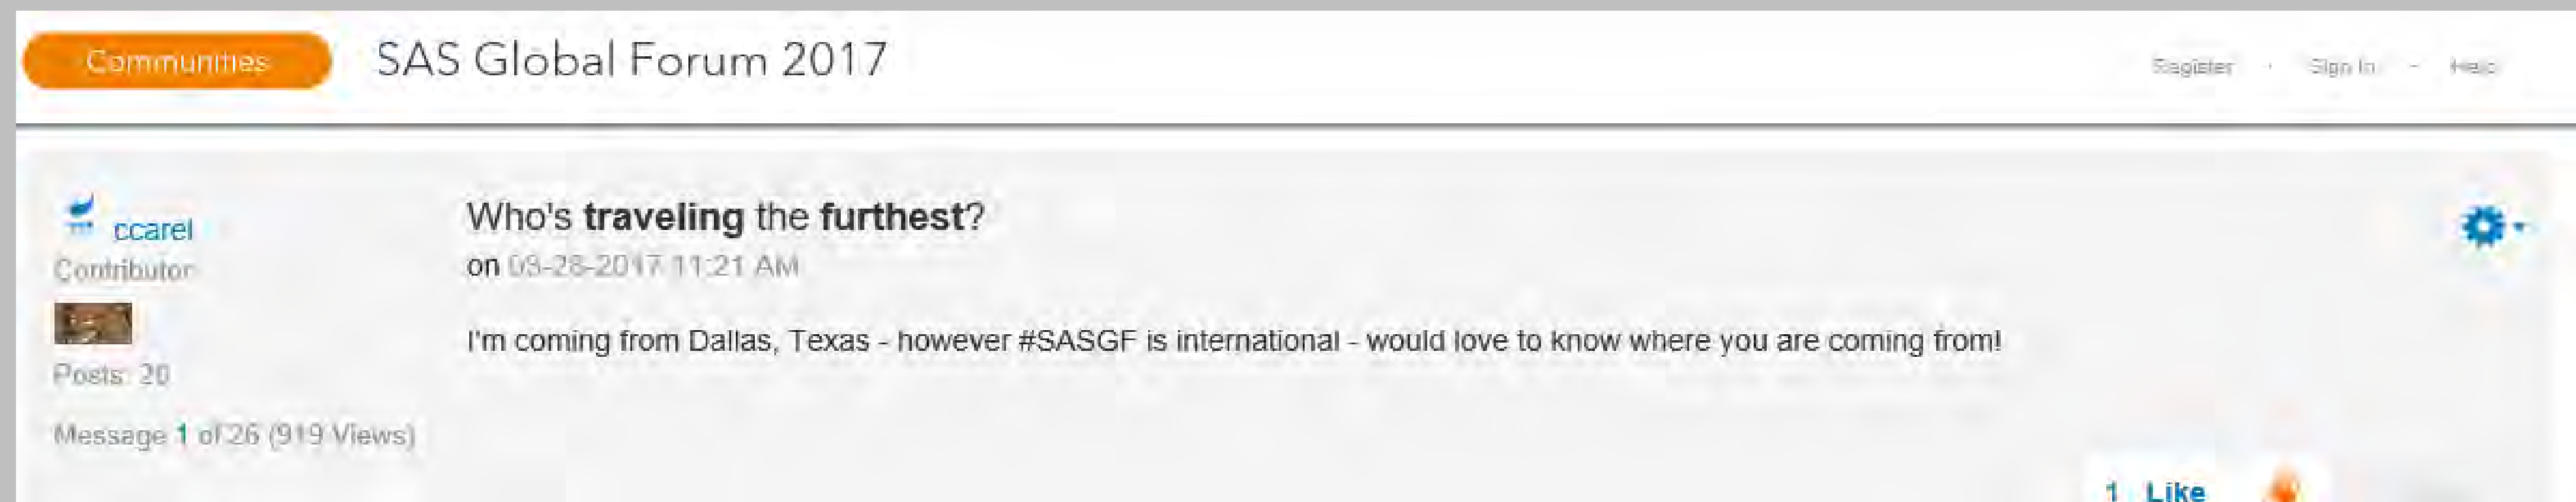 Communities SAS Global Forum 2017 Register · Sign In · Help
ccarel
Contributor
Posts: 20
Message 1 of 26 (919 Views)
Who's traveling the furthest?
on 03-28-2017 11:21 AM
I'm coming from Dallas, Texas - however #SASGF is international - would love to know where you are coming from!
1 Like